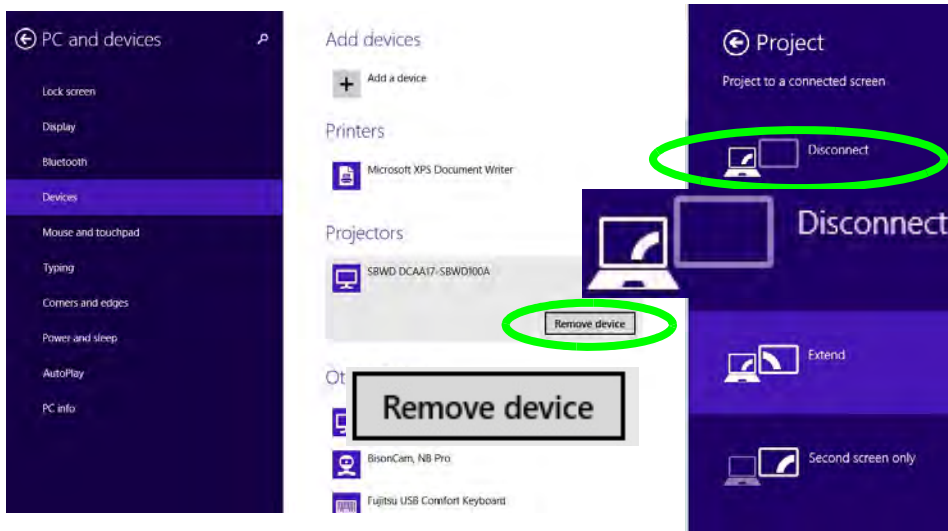 PC and devices
Lock screen
Display
Bluetooth
Devices
Mouse and touchpad
Typing
Corners and edges
Power and sleep
AutoPlay
PC info
Add devices
Add a device
Printers
Microsoft XPS Document Writer
Projectors
SBWD DCAA17-SBWD100A
Remove device
Ot
Remove device
BisonCam, NB Pro
Fujitsu USB Comfort Keyboard
Project
Project to a connected screen
Disconnect
Disconnect
Extend
Second screen only